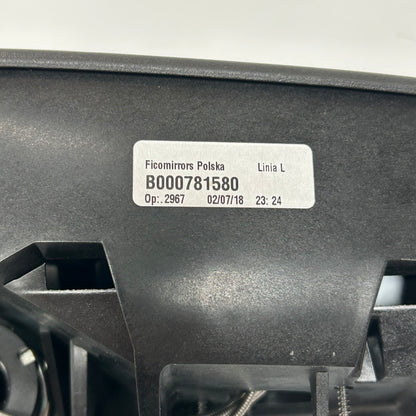 Ficomirrors Polska Linia L
B000781580
Op:. 2967 02/07/18 23: 24